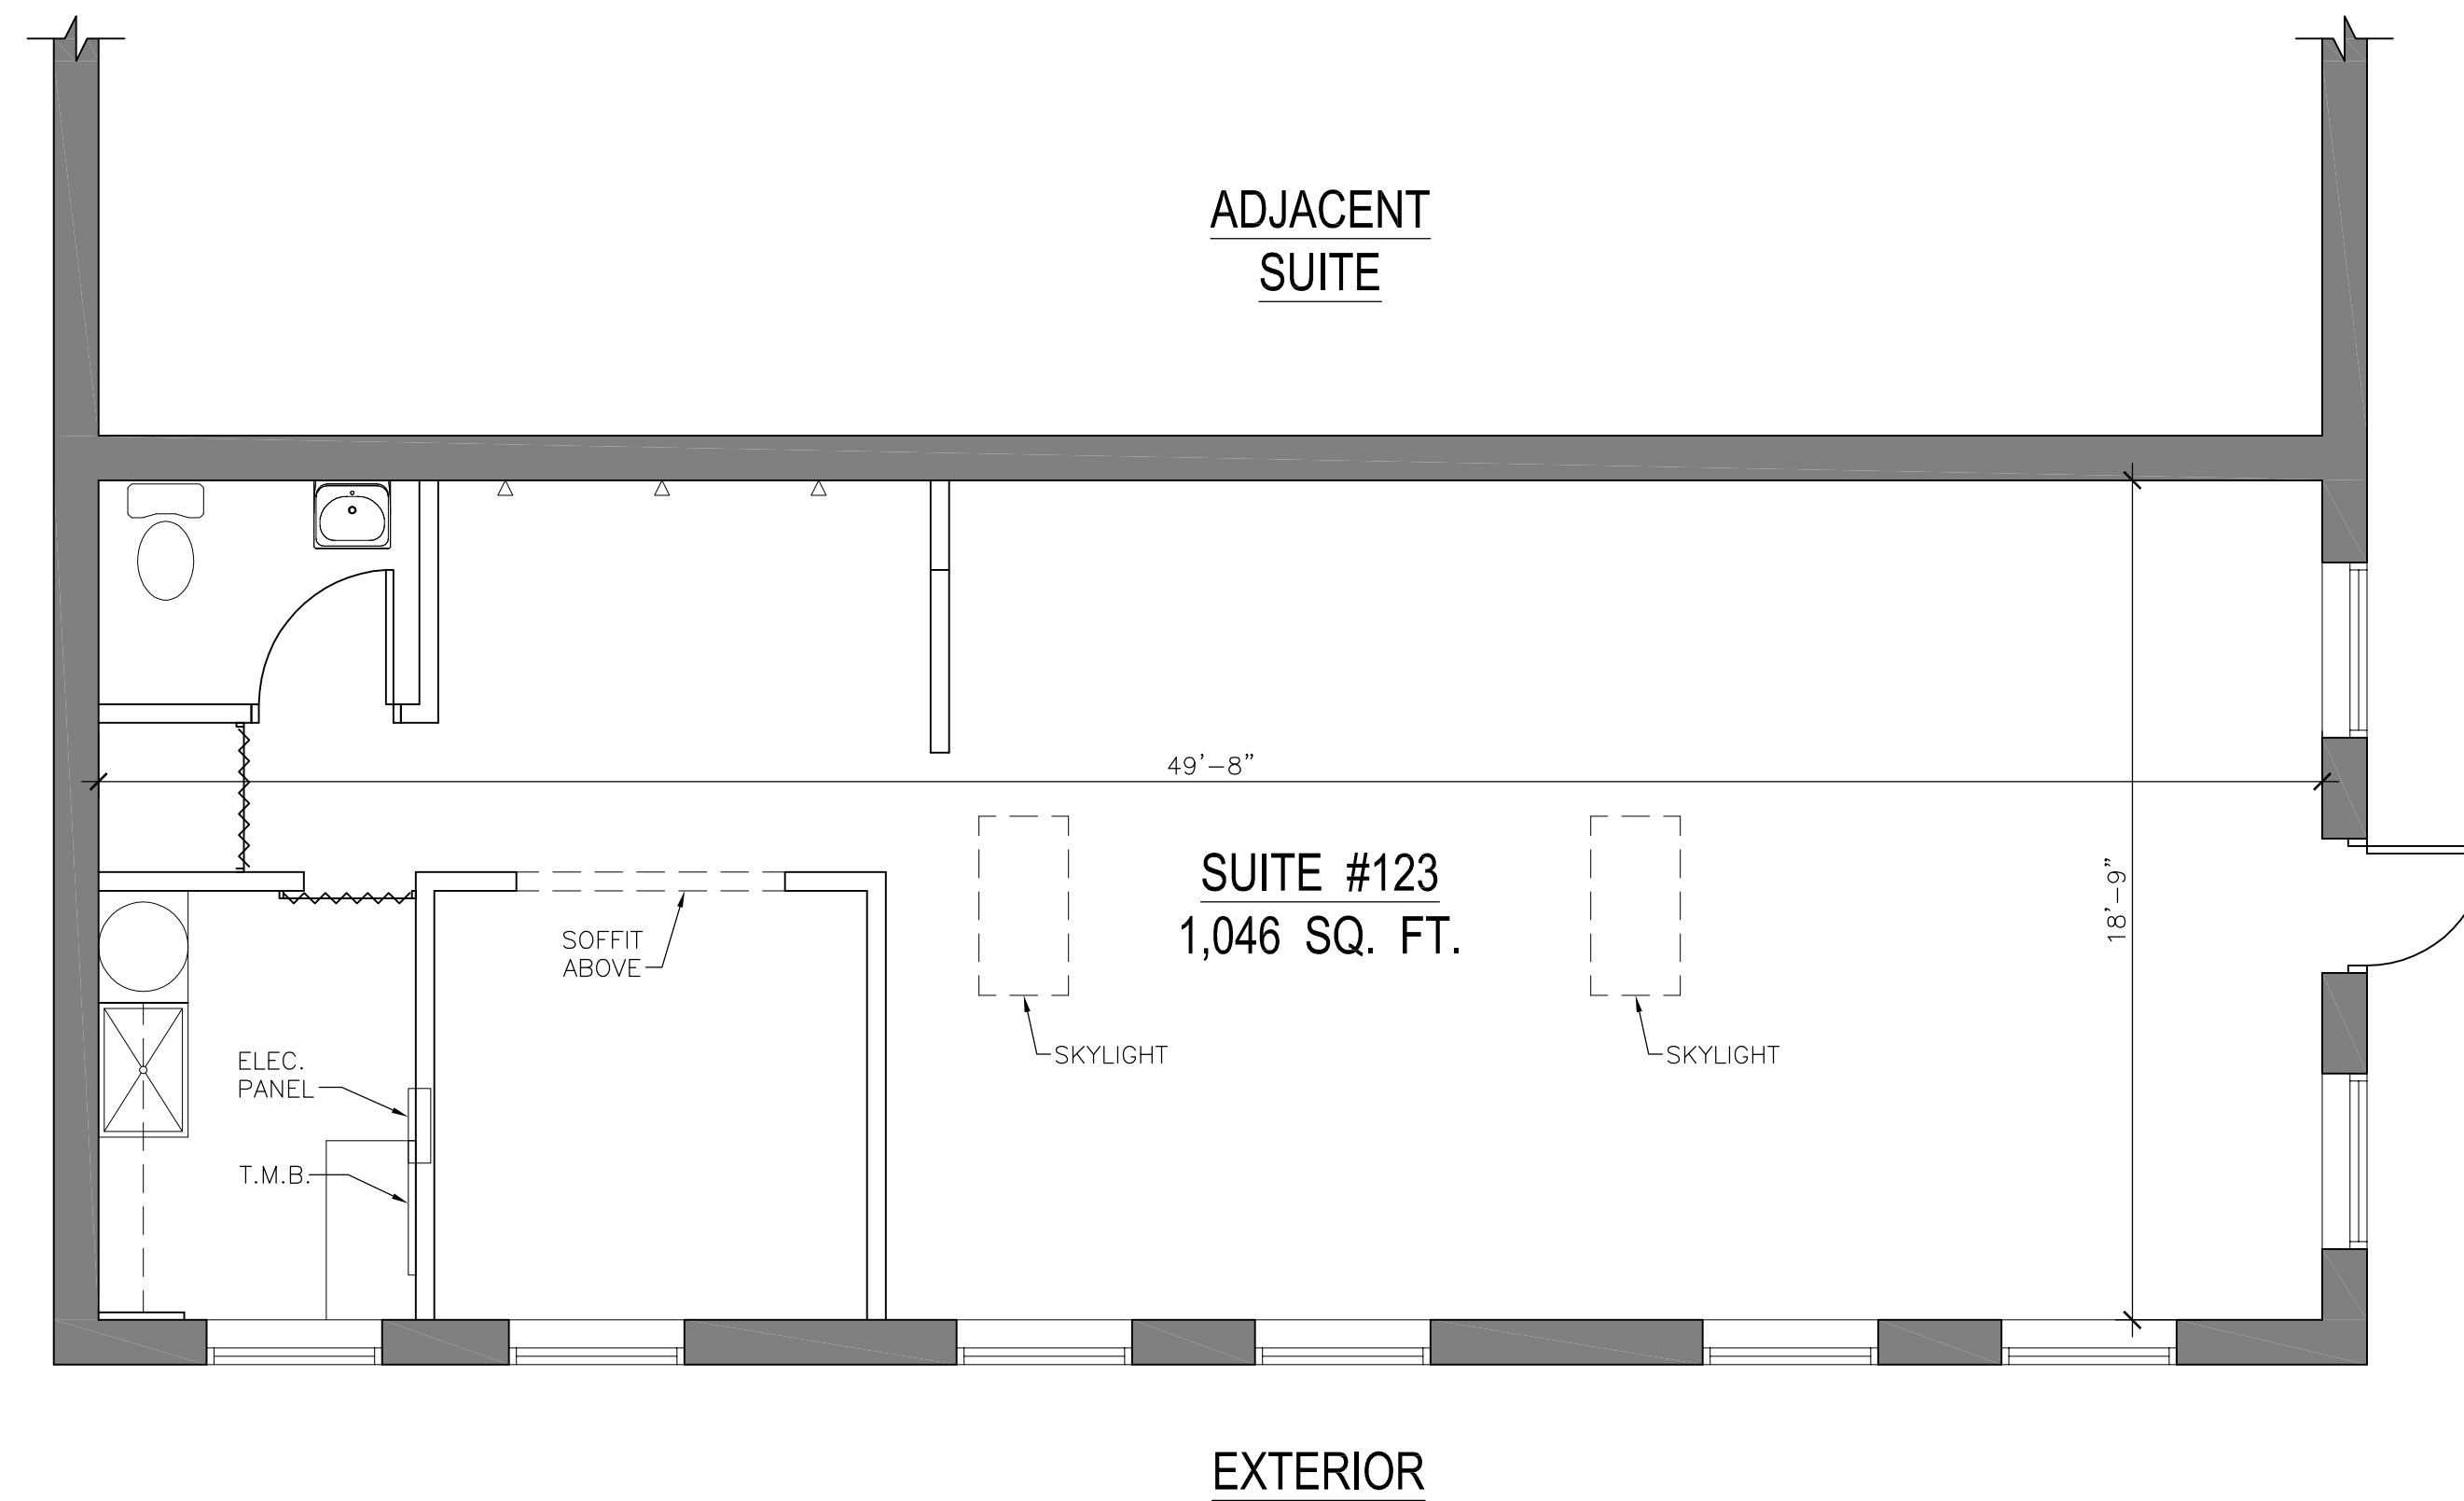 ADJACENT
SUITE
49'-8"
SUITE #123
1,046 SQ. FT.
18'-9"
SOFFIT
ABOVE
SKYLIGHT
SKYLIGHT
ELEC.
PANEL
T.M.B.
EXTERIOR